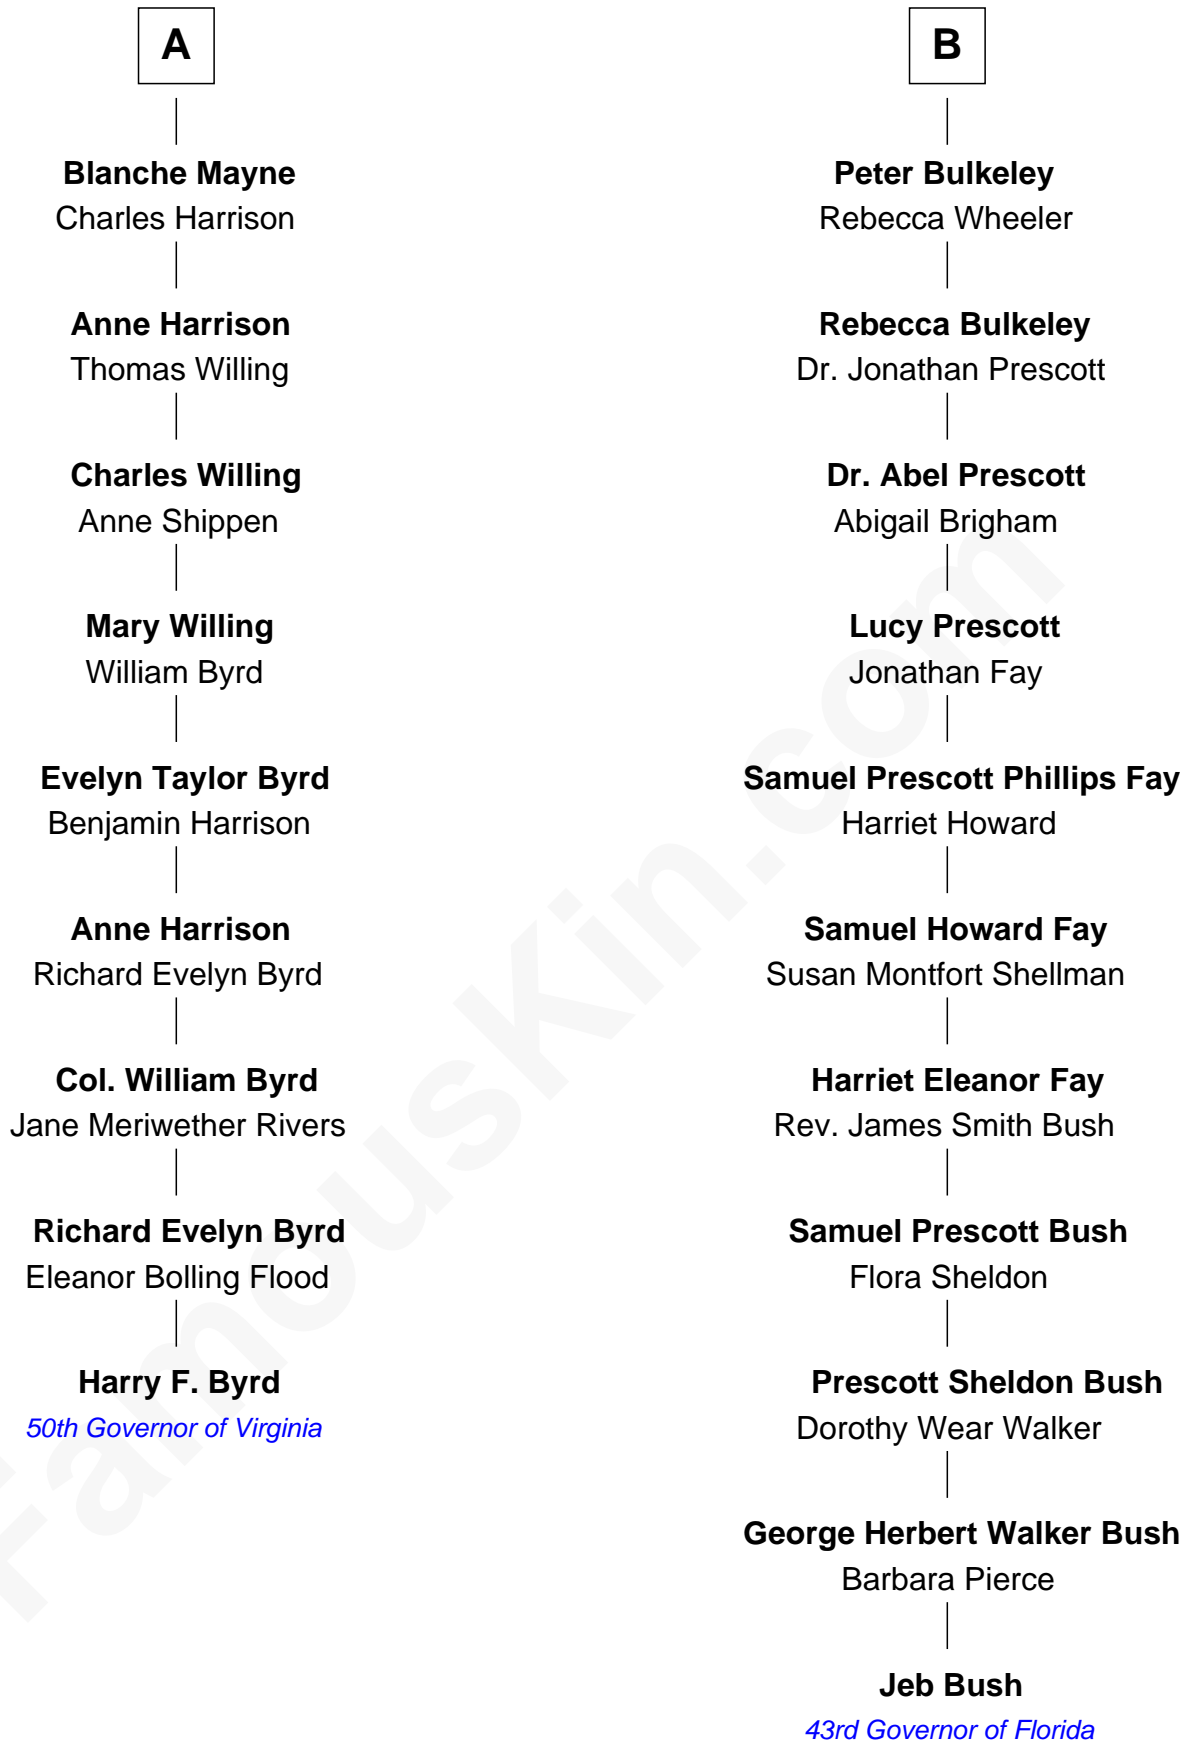 A
Blanche Mayne
Charles Harrison
Anne Harrison
Thomas Willing
Charles Willing
Anne Shippen
Mary Willing
William Byrd
Evelyn Taylor Byrd
Benjamin Harrison
Anne Harrison
Richard Evelyn Byrd
Col. William Byrd
Jane Meriwether Rivers
Richard Evelyn Byrd
Eleanor Bolling Flood
Harry F. Byrd
50th Governor of Virginia
B
Peter Bulkeley
Rebecca Wheeler
Rebecca Bulkeley
Dr. Jonathan Prescott
Dr. Abel Prescott
Abigail Brigham
Lucy Prescott
Jonathan Fay
Samuel Prescott Phillips Fay
Harriet Howard
Samuel Howard Fay
Susan Montfort Shellman
Harriet Eleanor Fay
Rev. James Smith Bush
Samuel Prescott Bush
Flora Sheldon
Prescott Sheldon Bush
Dorothy Wear Walker
George Herbert Walker Bush
Barbara Pierce
Jeb Bush
43rd Governor of Florida
FamousKin.com